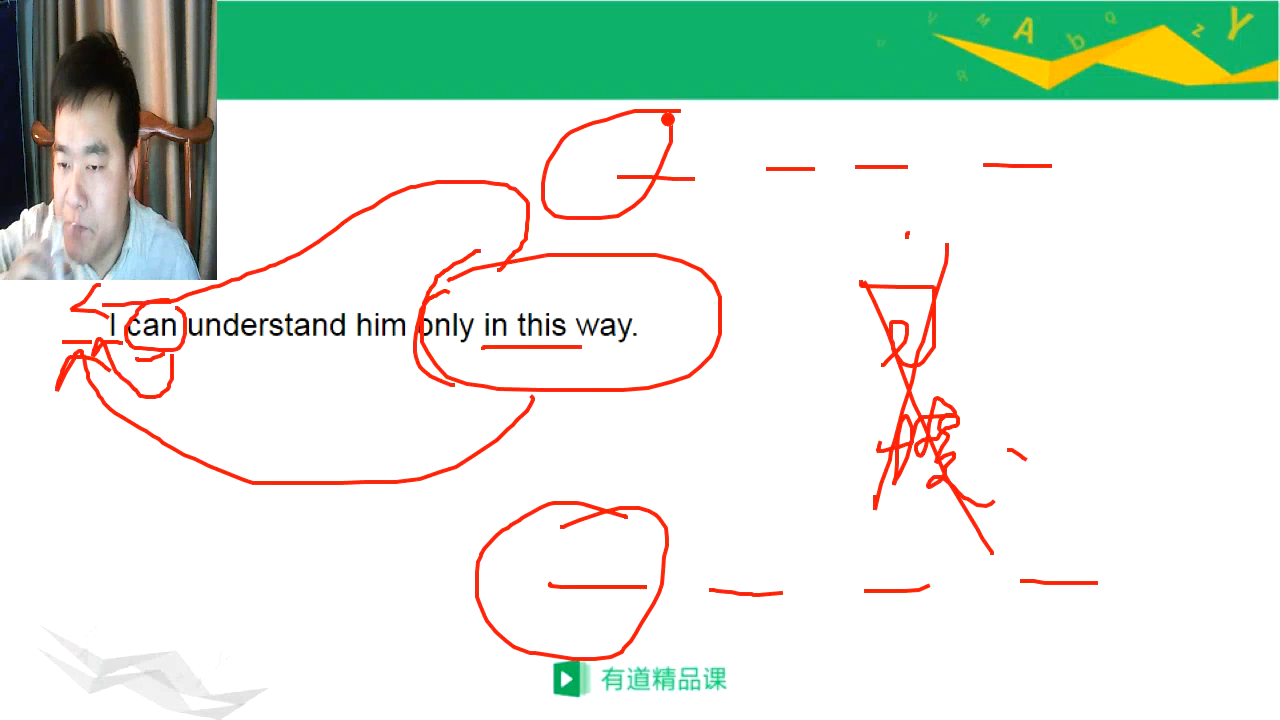 I can understand him only in this way.
有道精品课